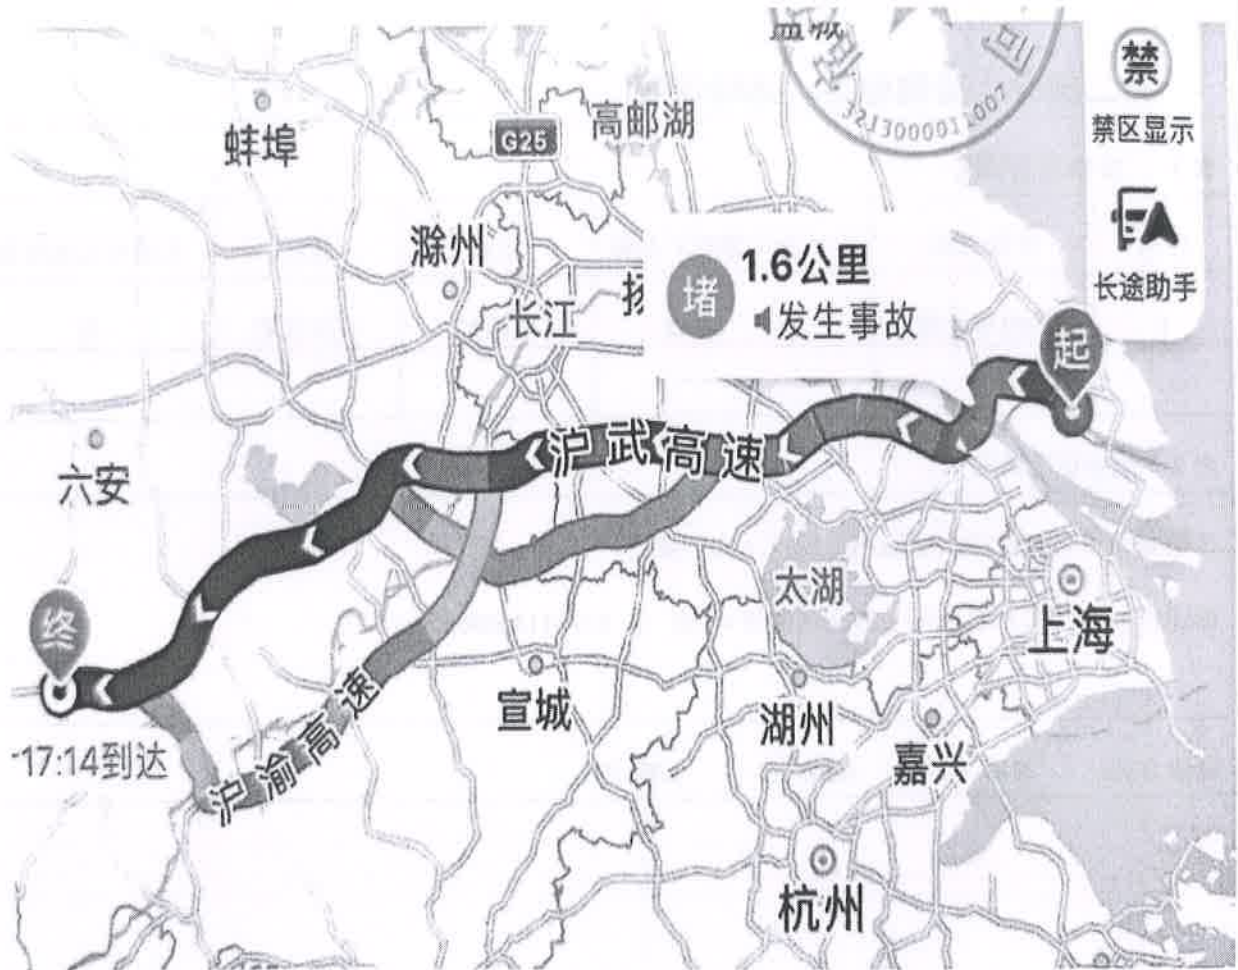 禁
禁区显示
长途助手
3213000011007
蚌埠
G25
高邮湖
滁州
长江
扬
堵
1.6公里
发生事故
起
沪武高速
六安
太湖
上海
终
17:14到达
沪渝高速
宣城
湖州
嘉兴
杭州